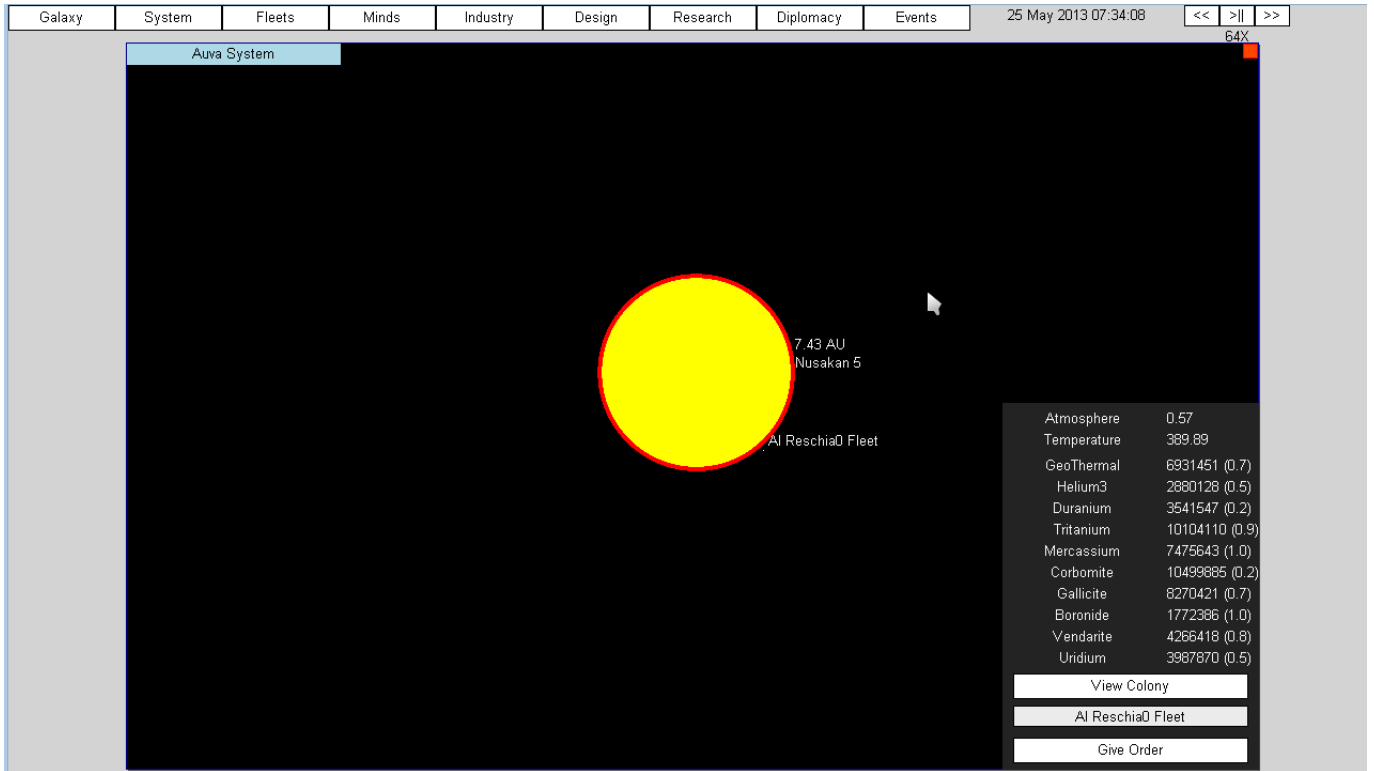 Galaxy System Fleets Minds Industry Design Research Diplomacy Events 25 May 2013 07:34:08 << >|| >>
64X
Auva System
7.43 AU
Nusakan 5
Al Reschia0 Fleet
Atmosphere 0.57
Temperature 389.89
GeoThermal 6931451 (0.7)
Helium3 2880128 (0.5)
Duranium 3541547 (0.2)
Tritanium 10104110 (0.9)
Mercassium 7475643 (1.0)
Corbomite 10499885 (0.2)
Gallicite 8270421 (0.7)
Boronide 1772386 (1.0)
Vendarite 4266418 (0.8)
Uridium 3987870 (0.5)
View Colony
Al Reschia0 Fleet
Give Order